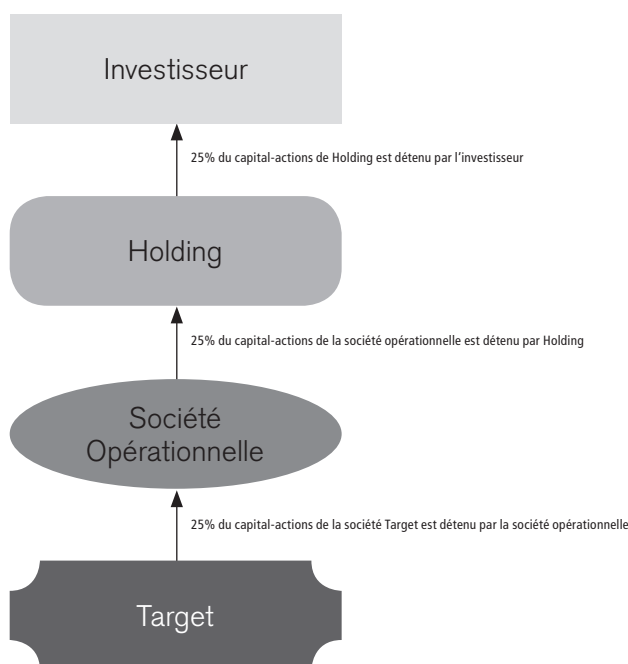 Investisseur
25% du capital-actions de Holding est détenu par l’investisseur
Holding
25% du capital-actions de la société opérationnelle est détenu par Holding
Société
Opérationnelle
25% du capital-actions de la société Target est détenu par la société opérationnelle
Target